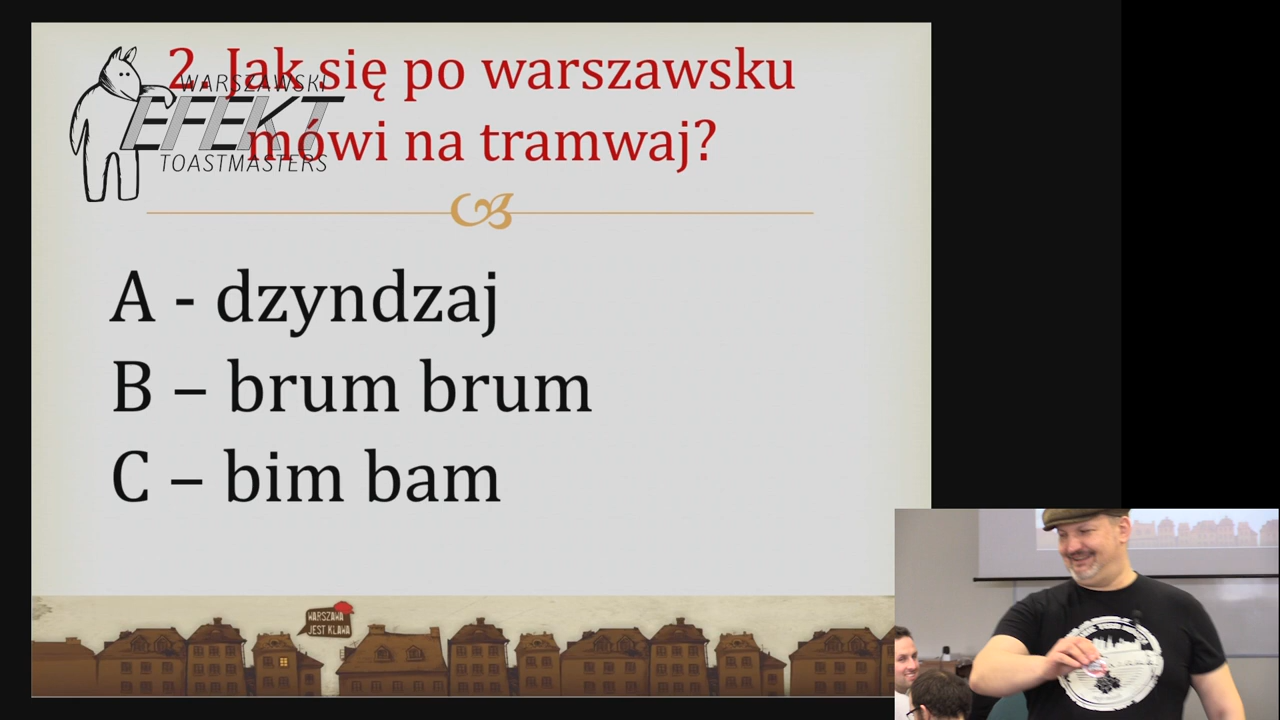 2. Jak się po warszawsku
mówi na tramwaj?
WARSZAWSKI
EFEKT
TOASTMASTERS
A - dzyndzaj
B – brum brum
C – bim bam
WARSZAWA
JEST KLAWA